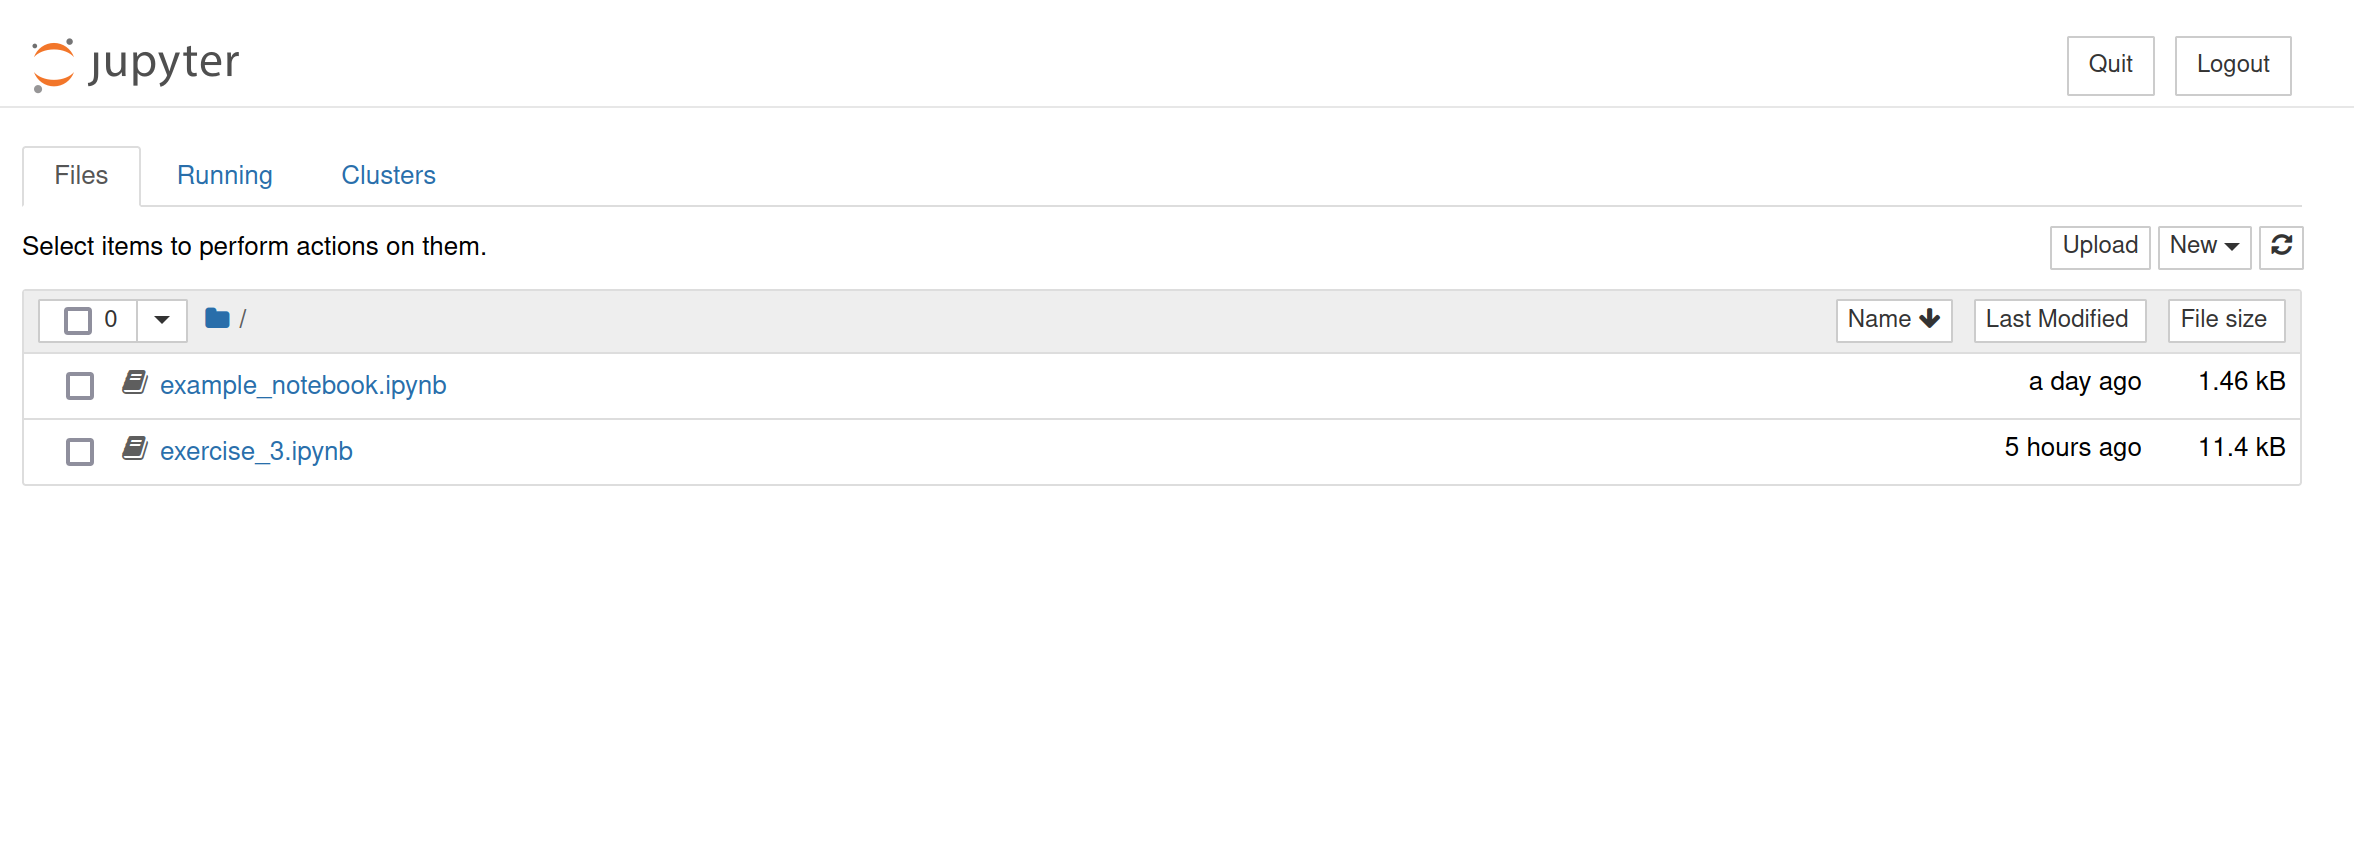 jupyter
Quit Logout
Files Running Clusters
Select items to perform actions on them.
Upload New
0 / Name Last Modified File size
example_notebook.ipynb a day ago 1.46 kB
exercise_3.ipynb 5 hours ago 11.4 kB